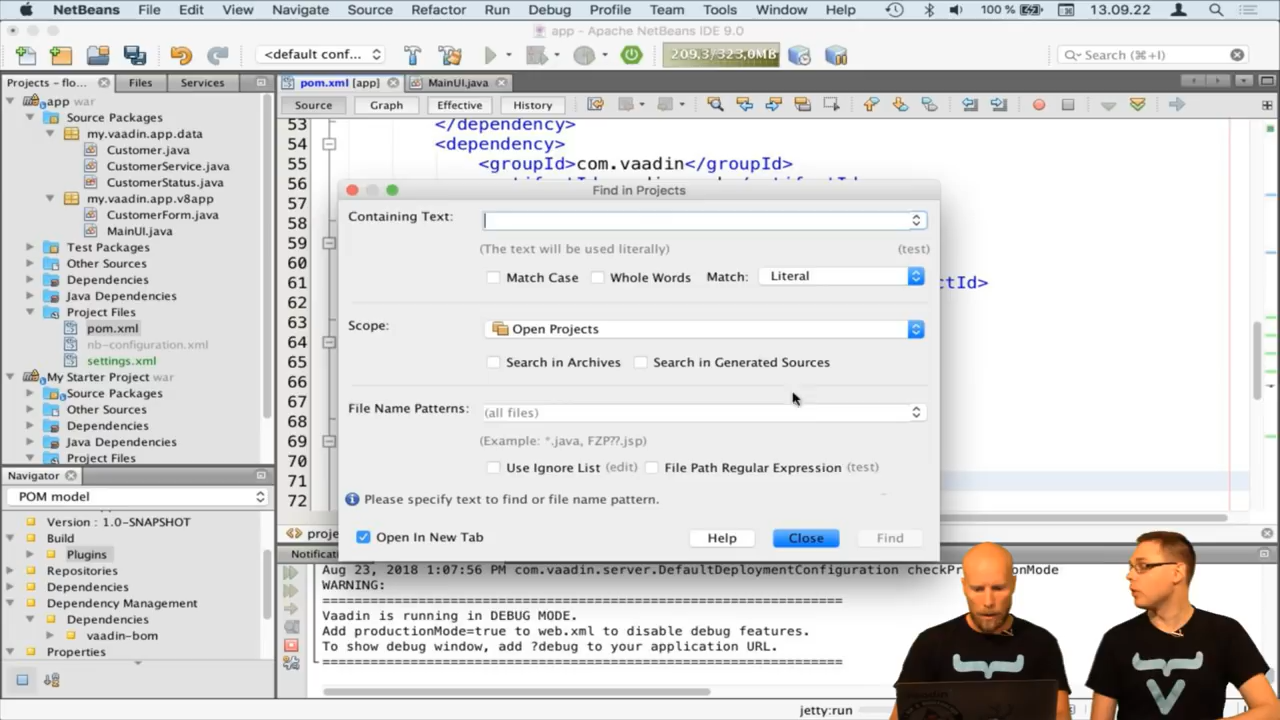 NetBeans File Edit View Navigate Source Refactor Run Debug Profile Team Tools Window Help 100 % 13.09.22
app - Apache NetBeans IDE 9.0
<default conf... 209,3/323,0MB Search (⌘+I)
Projects - flo... Files Services pom.xml [app] MainUI.java
Source Graph Effective History
app war
Source Packages
my.vaadin.app.data
Customer.java
CustomerService.java
CustomerStatus.java
my.vaadin.app.v8app
CustomerForm.java
MainUI.java
Test Packages
Other Sources
Dependencies
Java Dependencies
Project Files
pom.xml
nb-configuration.xml
settings.xml
My Starter Project war
Source Packages
Other Sources
Dependencies
Java Dependencies
Project Files
Navigator
POM model
Version : 1.0-SNAPSHOT
Build
Plugins
Repositories
Dependencies
Dependency Management
Dependencies
vaadin-bom
Properties
53 </dependency>
54 <dependency>
55 <groupId>com.vaadin</groupId>
56
57
58
59
60
61 ctId>
62
63
64
65
66
67
68
69
70
71
72
Find in Projects
Containing Text:
(The text will be used literally) (test)
Match Case Whole Words Match: Literal
Scope: Open Projects
Search in Archives Search in Generated Sources
File Name Patterns: (all files)
(Example: *.java, FZP??.jsp)
Use Ignore List (edit) File Path Regular Expression (test)
Please specify text to find or file name pattern.
Open In New Tab Help Close Find
proje
Notificati
Aug 23, 2018 1:07:56 PM com.vaadin.server.DefaultDeploymentConfiguration
WARNING:
=================================================================
Vaadin is running in DEBUG MODE.
Add productionMode=true to web.xml to disable debug features.
To show debug window, add ?debug to your application URL.
=================================================================
jetty:run